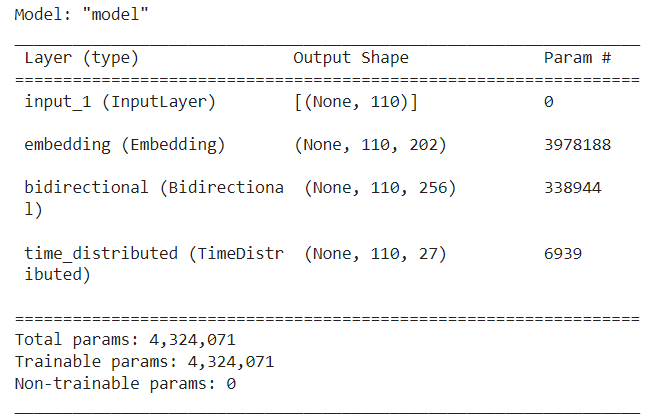 Model: "model"
Layer (type) Output Shape Param #
input_1 (InputLayer) [(None, 110)] 0
embedding (Embedding) (None, 110, 202) 3978188
bidirectional (Bidirectiona (None, 110, 256) 338944
l)
time_distributed (TimeDistr (None, 110, 27) 6939
ibuted)
Total params: 4,324,071
Trainable params: 4,324,071
Non-trainable params: 0